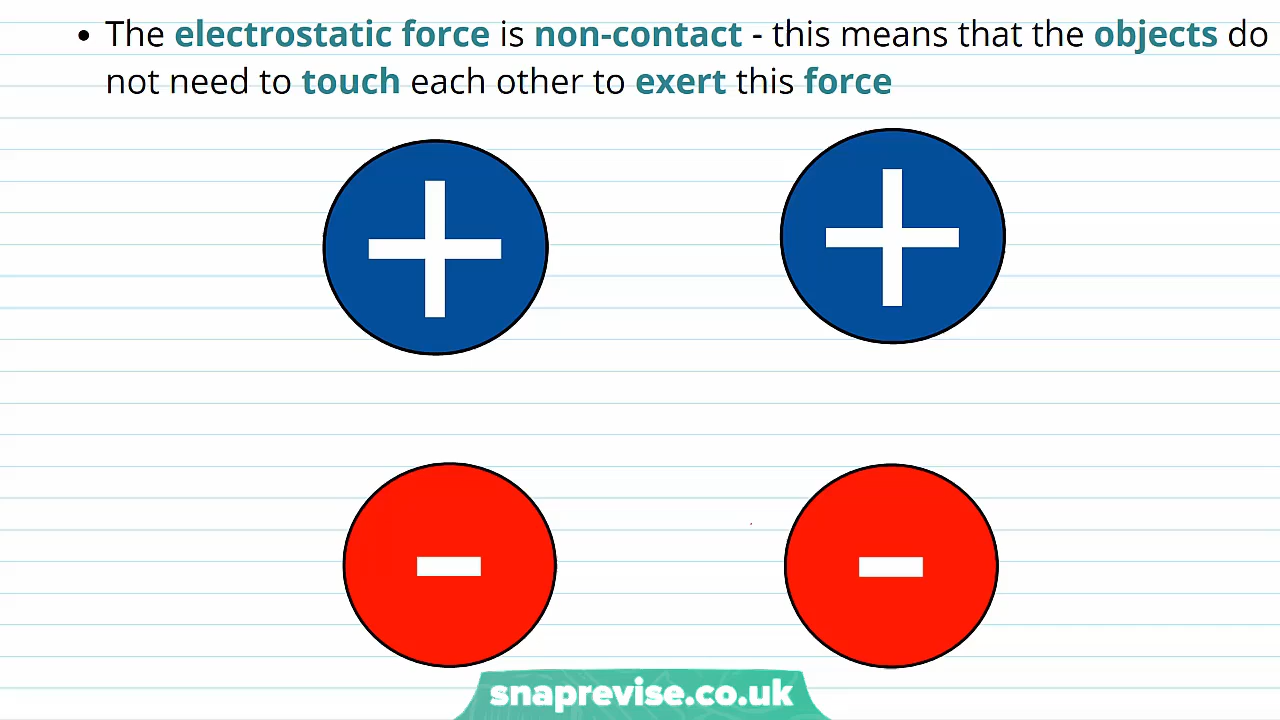 • The electrostatic force is non-contact - this means that the objects do
not need to touch each other to exert this force
+ +
- -
snaprevise.co.uk